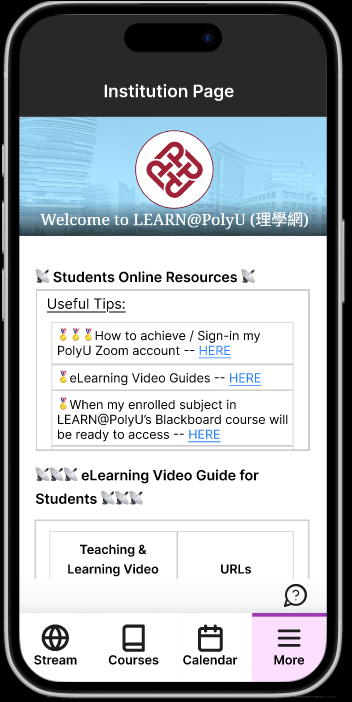 Institution Page
Welcome to LEARN@PolyU (理學網)
Students Online Resources
Useful Tips:
How to achieve / Sign-in my
PolyU Zoom account -- HERE
eLearning Video Guides -- HERE
When my enrolled subject in
LEARN@PolyU’s Blackboard course will
be ready to access -- HERE
eLearning Video Guide for
Students
Teaching &
Learning Video
URLs
Stream
Courses
Calendar
More